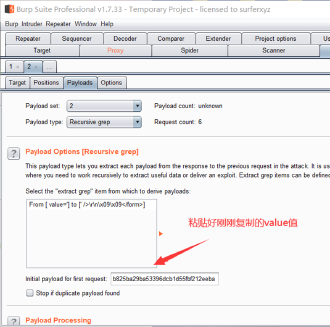 Burp Suite Professional v1.7.33 - Temporary Project - licensed to surferxyz
Burp Intruder Repeater Window Help
Repeater Sequencer Decoder Comparer Extender Project options
Target Proxy Spider Scanner
1 × 2 × ...
Target Positions Payloads Options
Payload set: 2 Payload count: unknown
Payload type: Recursive grep Request count: 6
? Payload Options [Recursive grep]
This payload type lets you extract each payload from the response to the previous request in the attack. It is us
where you need to work recursively to extract useful data or deliver an exploit. Extract grep items can be define
Select the "extract grep" item from which to derive payloads:
From [ value='] to [' />\r\n\x09\x09</form>]
粘贴好刚刚复制的value值
Initial payload for first request: b825ba29ba53396dcb1d55fbf212eeba
Stop if duplicate payload found
? Payload Processing